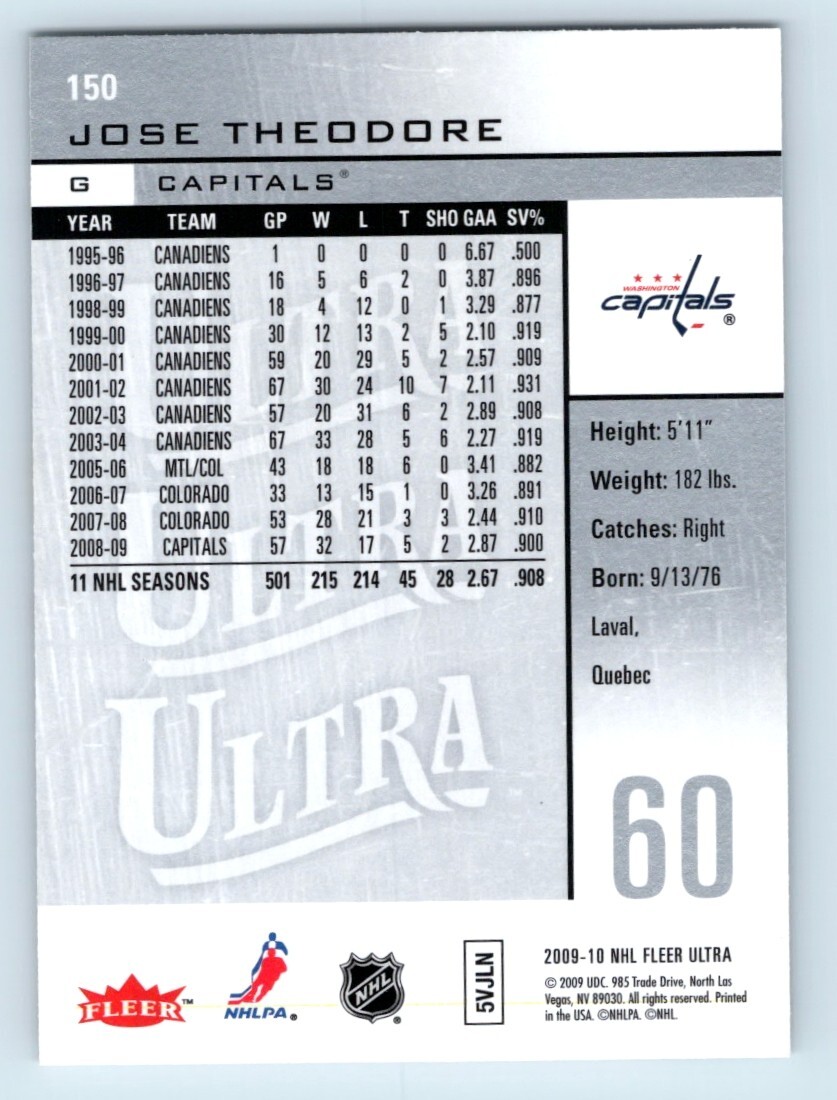 150
JOSE THEODORE
G CAPITALS®
YEAR TEAM GP W L T SHO GAA SV%
1995-96 CANADIENS 1 0 0 0 0 6.67 .500
1996-97 CANADIENS 16 5 6 2 0 3.87 .896
1998-99 CANADIENS 18 4 12 0 1 3.29 .877
1999-00 CANADIENS 30 12 13 2 5 2.10 .919
2000-01 CANADIENS 59 20 29 5 2 2.57 .909
2001-02 CANADIENS 67 30 24 10 7 2.11 .931
2002-03 CANADIENS 57 20 31 6 2 2.89 .908
2003-04 CANADIENS 67 33 28 5 6 2.27 .919
2005-06 MTL/COL 43 18 18 6 0 3.41 .882
2006-07 COLORADO 33 13 15 1 0 3.26 .891
2007-08 COLORADO 53 28 21 3 3 2.44 .910
2008-09 CAPITALS 57 32 17 5 2 2.87 .900
11 NHL SEASONS 501 215 214 45 28 2.67 .908
ULTRA
ULTRA
ULTRA
WASHINGTON
capitals®
Height: 5'11"
Weight: 182 lbs.
Catches: Right
Born: 9/13/76
Laval,
Quebec
60
FLEER™
NHLPA®
NHL®
5VJLN
2009-10 NHL FLEER ULTRA
© 2009 UDC. 985 Trade Drive, North Las
Vegas, NV 89030. All rights reserved. Printed
in the USA. ©NHLPA. ©NHL.